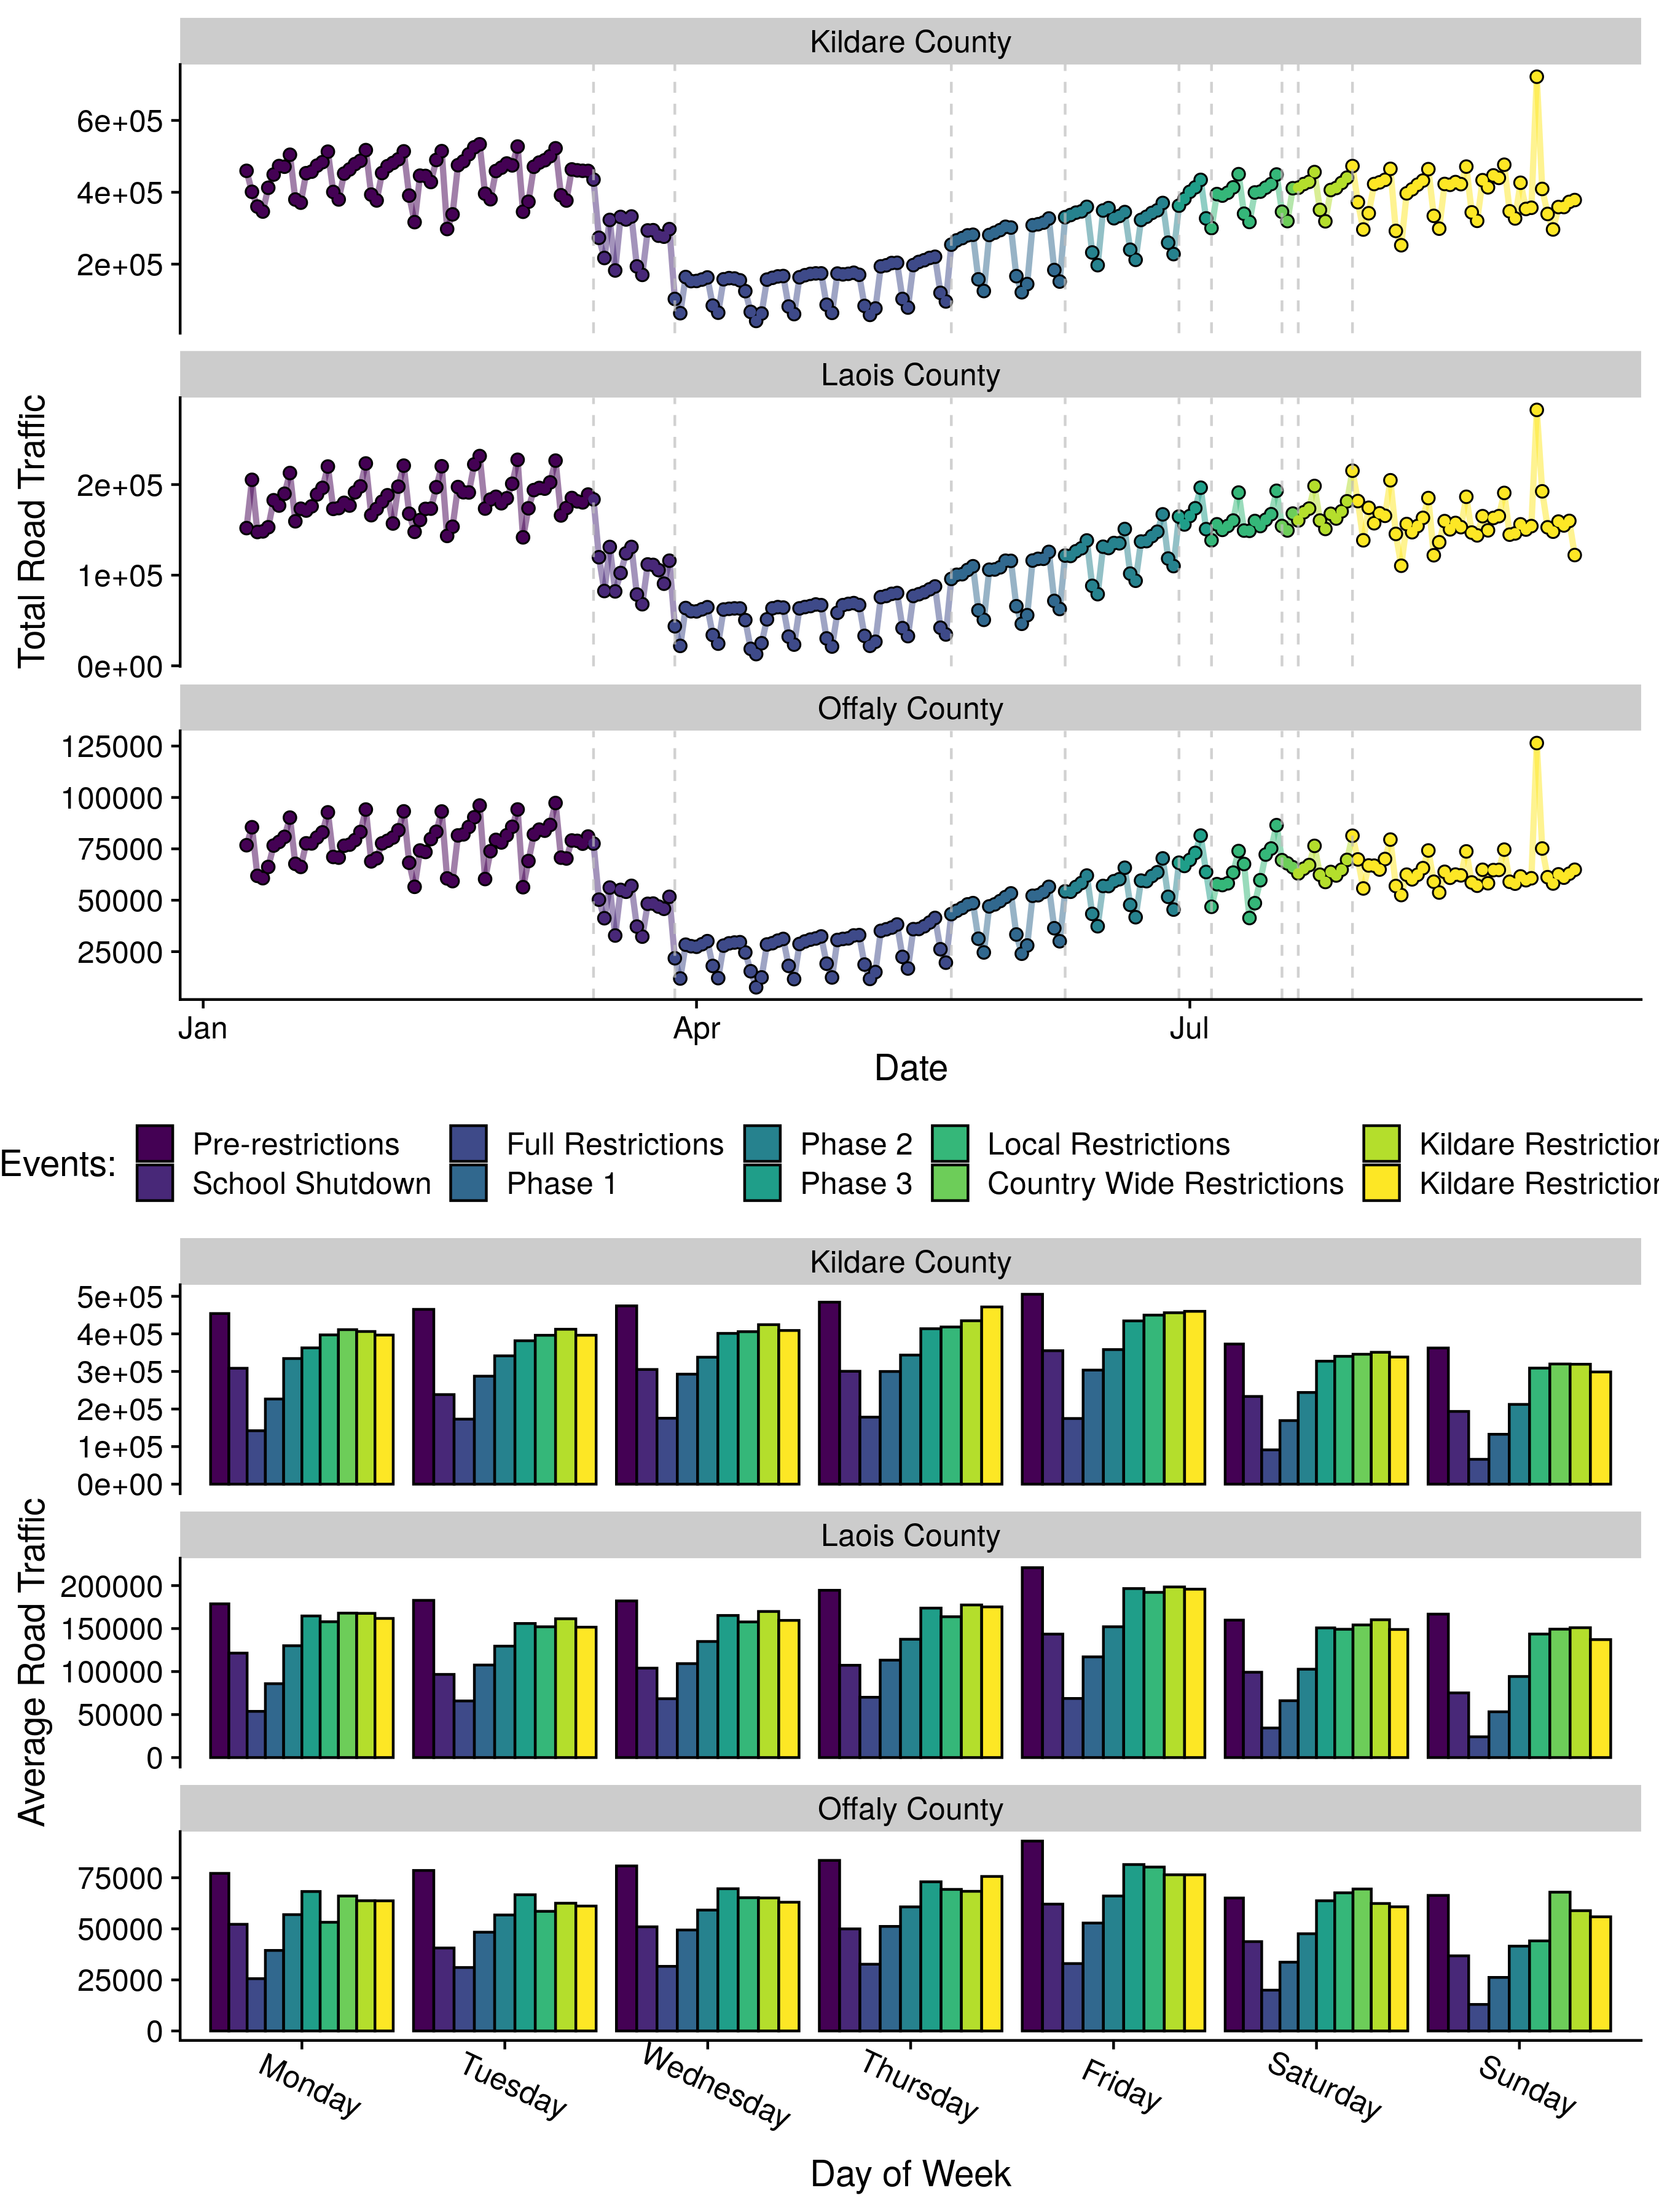 Kildare County
6e+05
4e+05
2e+05
Laois County
2e+05
1e+05
0e+00
Offaly County
125000
100000
75000
50000
25000
Total Road Traffic
Jan Apr Jul
Date
Events:
Pre-restrictions Full Restrictions Phase 2 Local Restrictions Kildare Restriction
School Shutdown Phase 1 Phase 3 Country Wide Restrictions Kildare Restriction
Kildare County
5e+05
4e+05
3e+05
2e+05
1e+05
0e+00
Laois County
200000
150000
100000
50000
0
Offaly County
75000
50000
25000
0
Average Road Traffic
Monday Tuesday Wednesday Thursday Friday Saturday Sunday
Day of Week